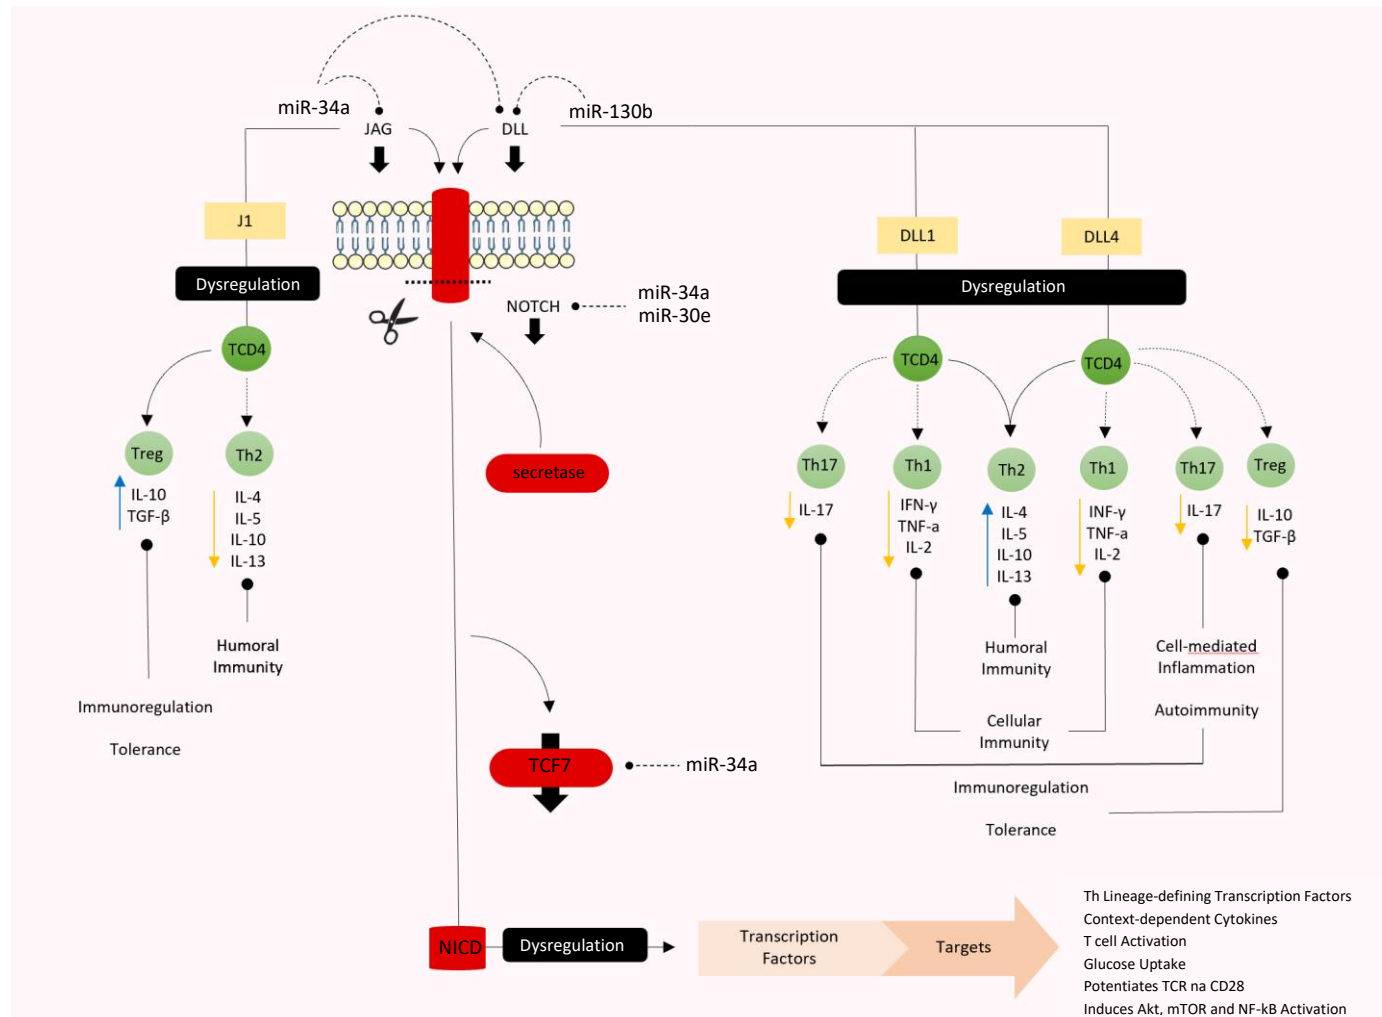 miR-34a
miR-130b
JAG
DLL
J1
DLL1
DLL4
Dysregulation
Dysregulation
NOTCH
miR-34a
miR-30e
TCD4
TCD4
TCD4
Treg
Th2
secretase
Th17
Th1
Th2
Th1
Th17
Treg
IL-10
TGF-β
IL-4
IL-5
IL-10
IL-13
IL-17
IFN-γ
TNF-a
IL-2
IL-4
IL-5
IL-10
IL-13
INF-γ
TNF-a
IL-2
IL-17
IL-10
TGF-β
Humoral
Immunity
Humoral
Immunity
Cell-mediated
Inflammation
Autoimmunity
Immunoregulation
Tolerance
Cellular
Immunity
TCF7
miR-34a
Immunoregulation
Tolerance
NICD
Dysregulation
Transcription
Factors
Targets
Th Lineage-defining Transcription Factors
Context-dependent Cytokines
T cell Activation
Glucose Uptake
Potentiates TCR na CD28
Induces Akt, mTOR and NF-kB Activation